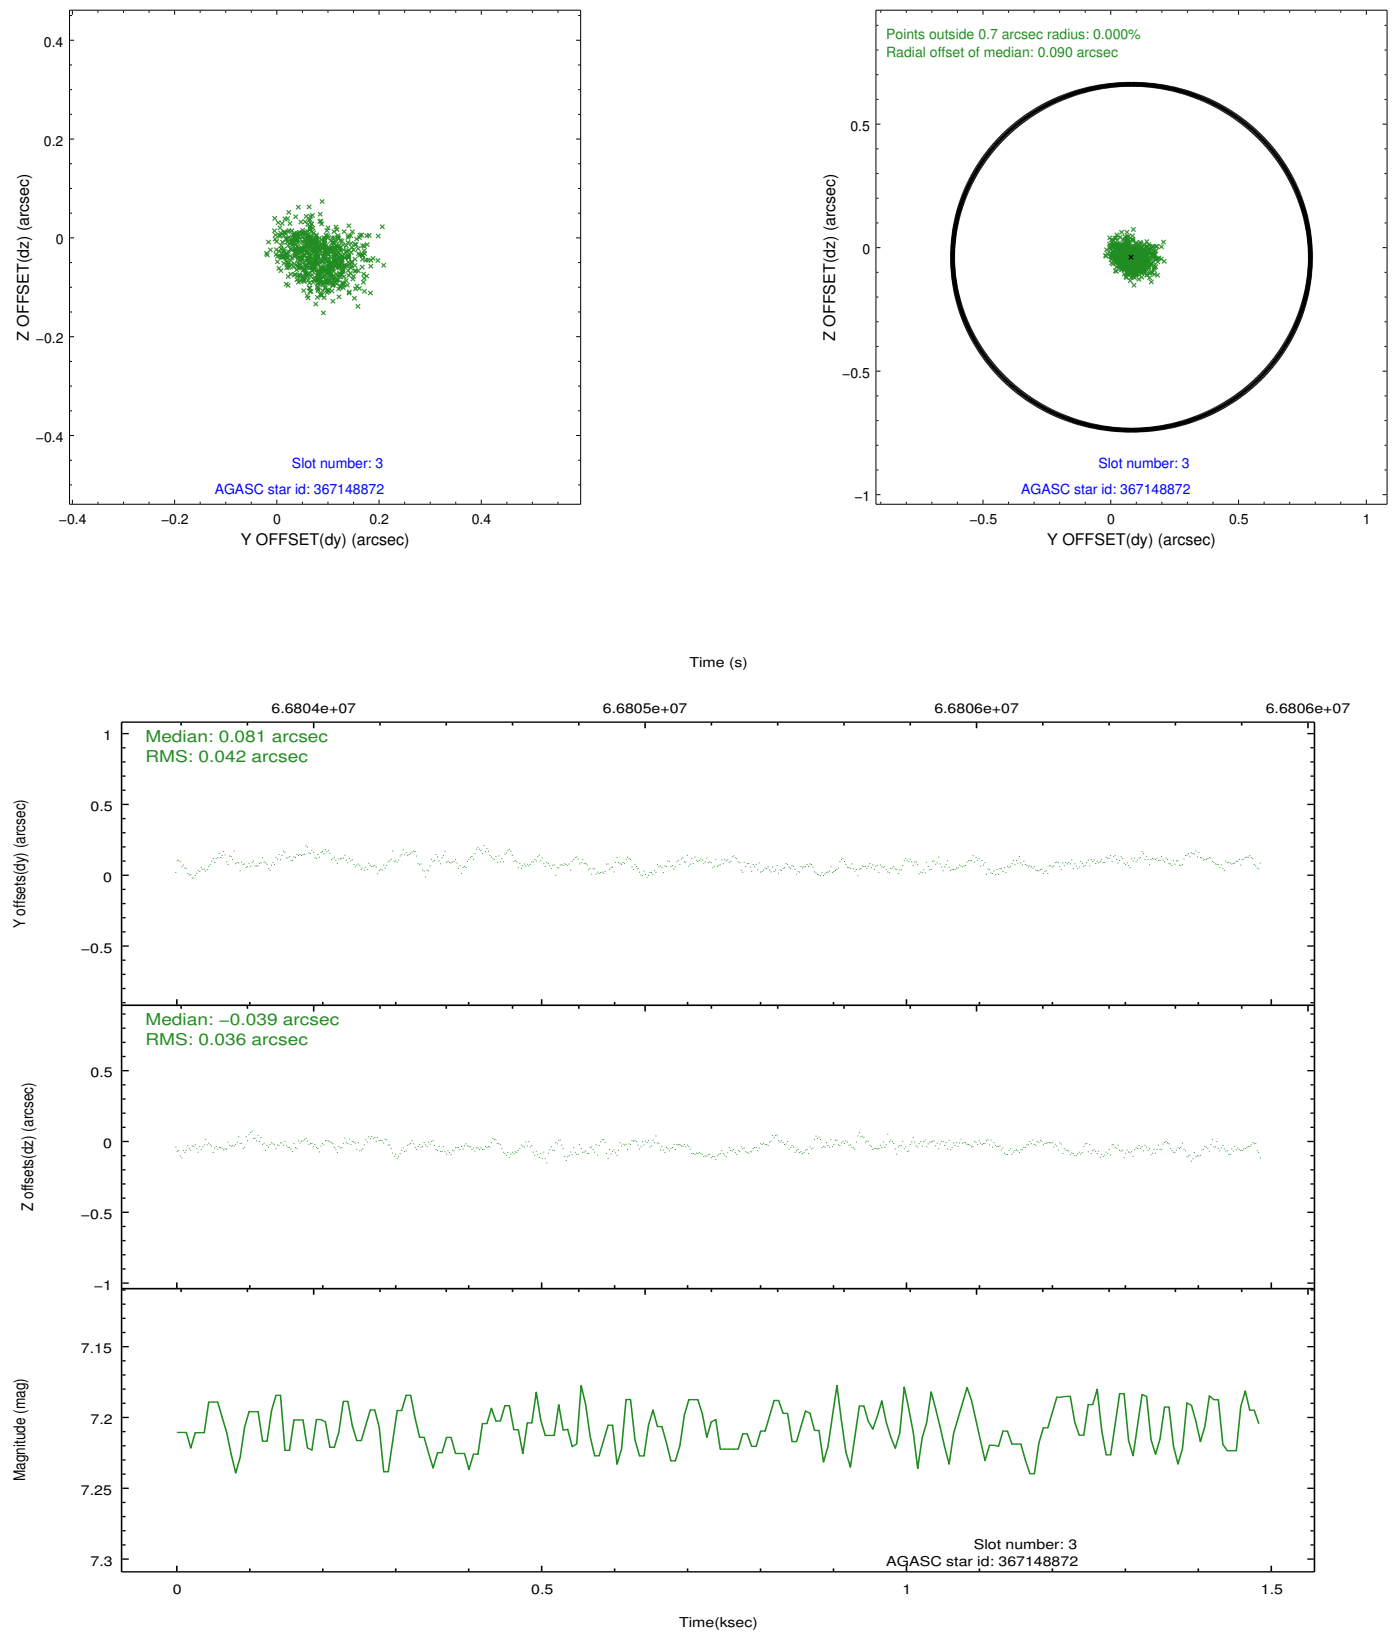 0.4
0.2
0
−0.2
−0.4
Z OFFSET(dz) (arcsec)
Slot number: 3
AGASC star id: 367148872
−0.4 −0.2 0 0.2 0.4
Y OFFSET(dy) (arcsec)
Points outside 0.7 arcsec radius: 0.000%
Radial offset of median: 0.090 arcsec
0.5
0
−0.5
−1
Z OFFSET(dz) (arcsec)
Slot number: 3
AGASC star id: 367148872
−0.5 0 0.5 1
Y OFFSET(dy) (arcsec)
Time (s)
6.6804e+07 6.6805e+07 6.6806e+07 6.6806e+07
Median: 0.081 arcsec
RMS: 0.042 arcsec
1
0.5
0
−0.5
Y offsets(dy) (arcsec)
Median: −0.039 arcsec
RMS: 0.036 arcsec
0.5
0
−0.5
−1
Z offsets(dz) (arcsec)
7.15
7.2
7.25
7.3
Magnitude (mag)
Slot number: 3
AGASC star id: 367148872
0 0.5 1 1.5
Time(ksec)